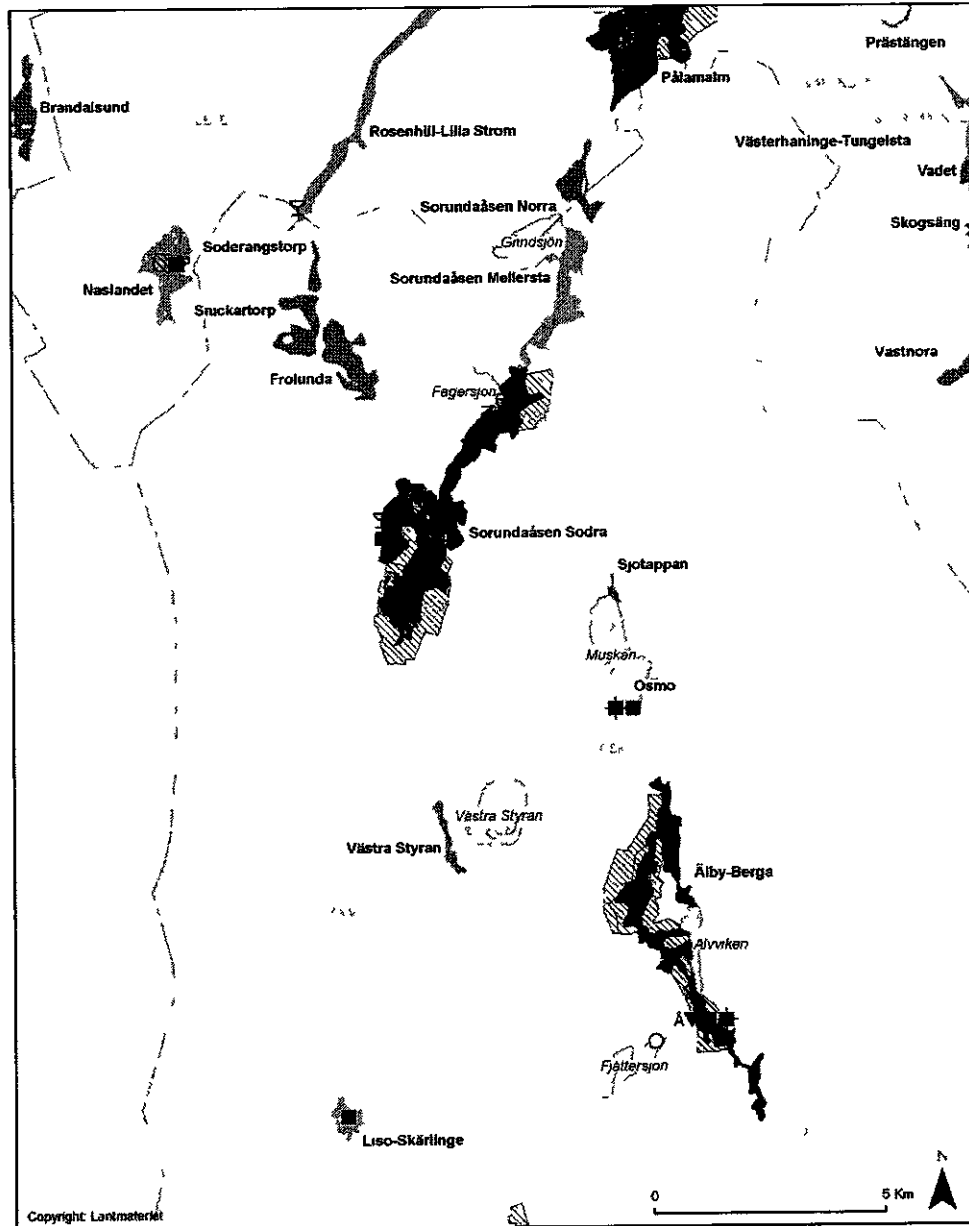 Prästängen
Pålamalm
Brandalsund
Rosenhill-Lilla Strom
Västerhaninge-Tungelsta
Vadet
Sorundaåsen Norra
Skogsäng
Soderangstorp
Grindsjön
P
Sorundaåsen Mellersta
Naslandet
Snuckartorp
Vastnora
Frolunda
Fagersjon
Sorundaåsen Sodra
Sjotappan
Muskan
Osmo
Västra Styran
Västra Styran
Älby-Berga
Alvviken
Å
Fjättersjon
Liso-Skärlinge
N
0 5 Km
Copyright Lantmateriet